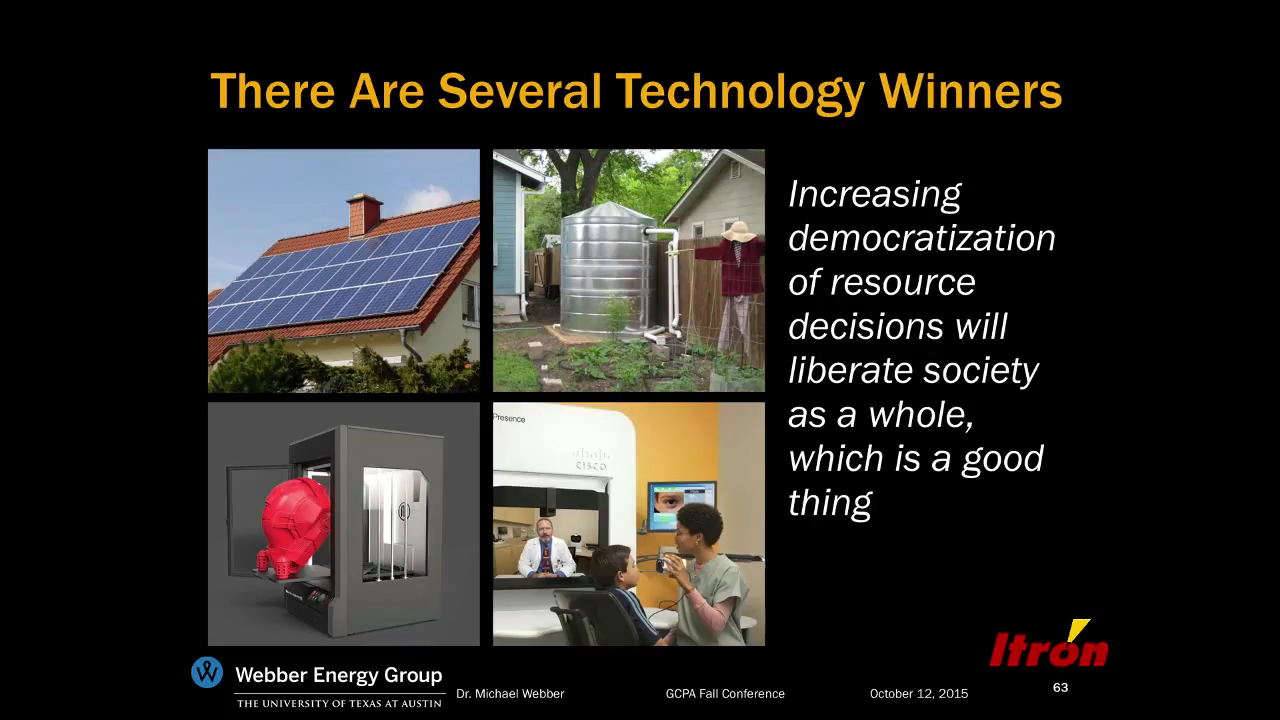 There Are Several Technology Winners
Increasing
democratization
of resource
decisions will
liberate society
as a whole,
which is a good
thing
Presence
CISCO
Itron
W
Webber Energy Group
THE UNIVERSITY OF TEXAS AT AUSTIN
Dr. Michael Webber
GCPA Fall Conference
October 12, 2015
63